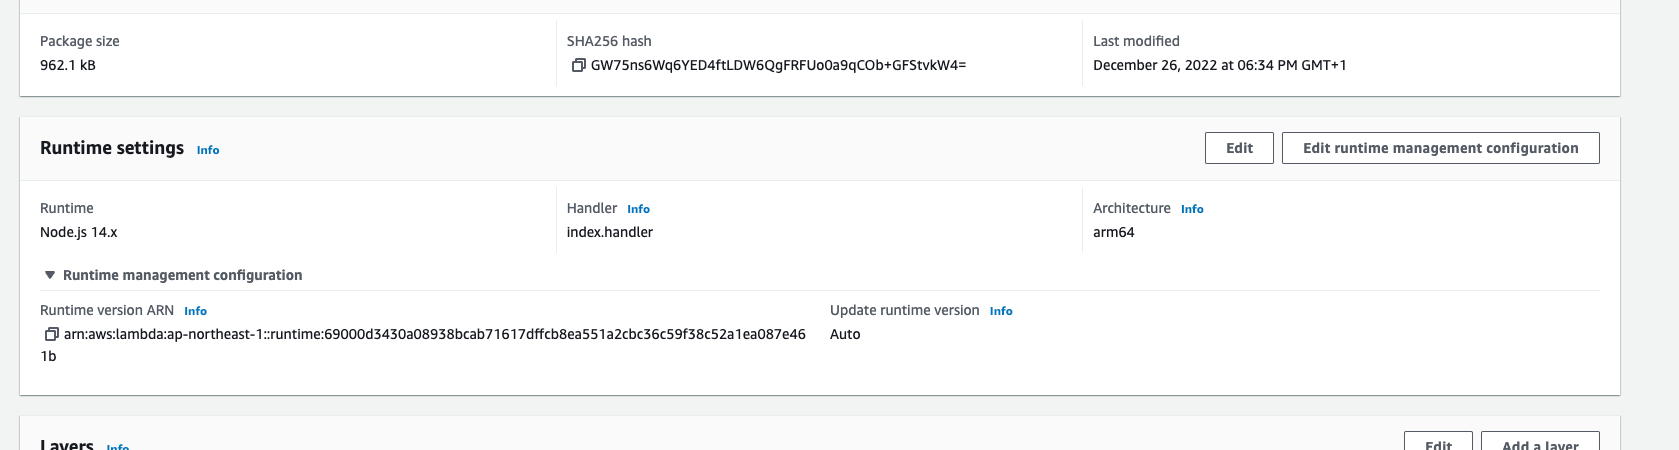 Package size
962.1 kB
SHA256 hash
GW75ns6Wq6YED4ftLDW6QgFRFUo0a9qCOb+GFStvkW4=
Last modified
December 26, 2022 at 06:34 PM GMT+1
Runtime settings Info
Edit
Edit runtime management configuration
Runtime
Node.js 14.x
Handler Info
index.handler
Architecture Info
arm64
Runtime management configuration
Runtime version ARN Info
arn:aws:lambda:ap-northeast-1::runtime:69000d3430a08938bcab71617dffcb8ea551a2cbc36c59f38c52a1ea087e46
1b
Update runtime version Info
Auto
Layers Info
Edit
Add a layer